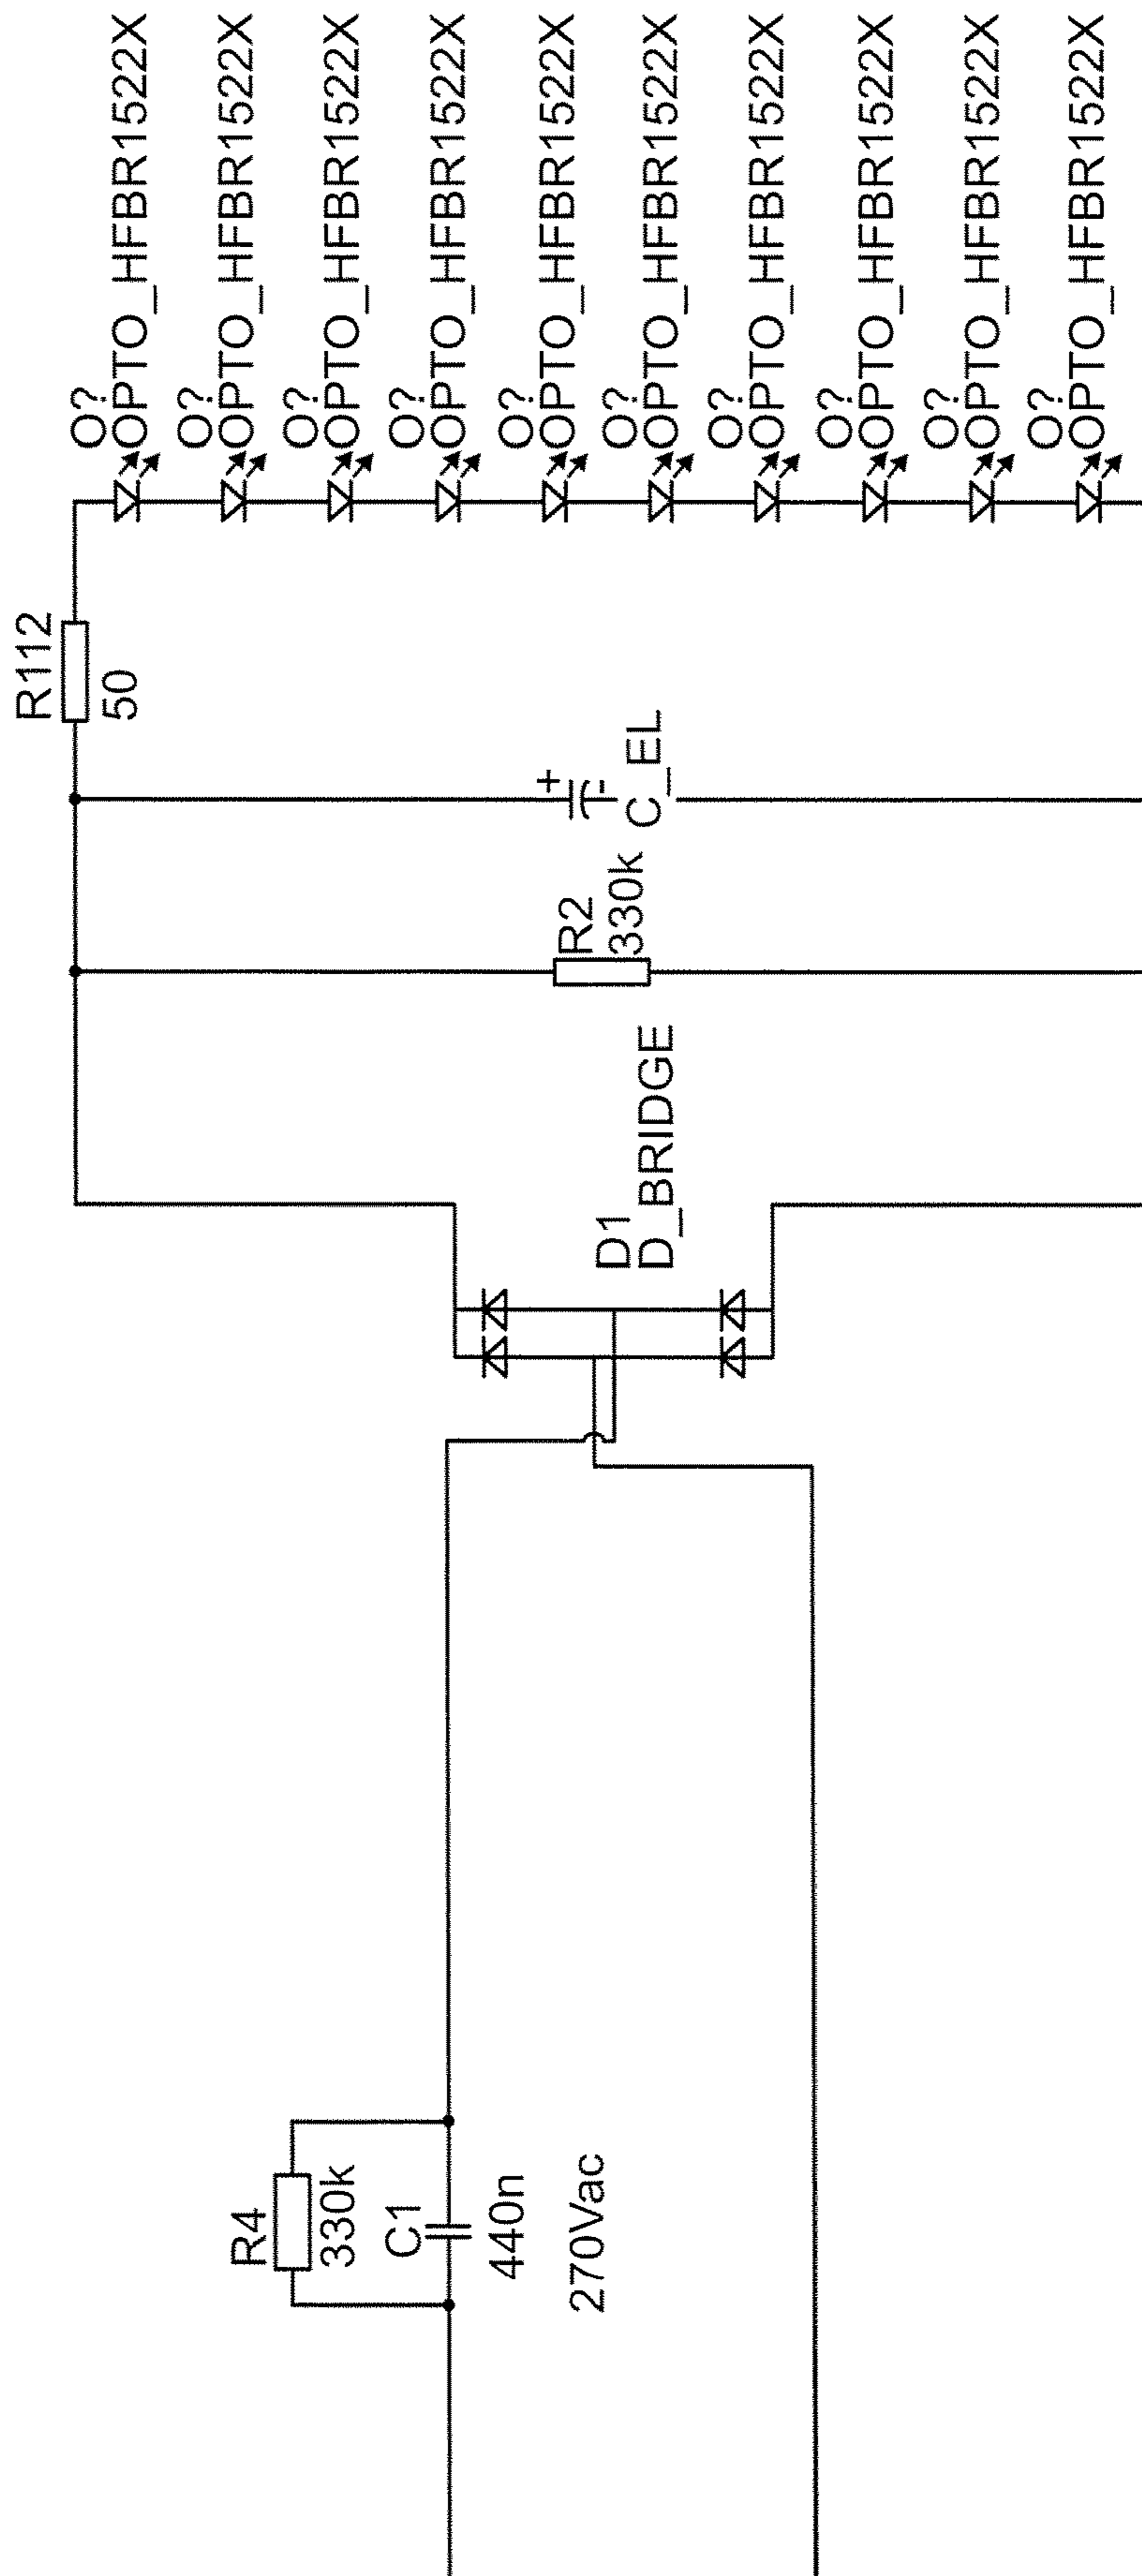 R4
330k
C1
440n
270Vac
D1
D_BRIDGE
R2
330k
+
-
C_EL
R112
50
O?
OPTO_HFBR1522X
O?
OPTO_HFBR1522X
O?
OPTO_HFBR1522X
O?
OPTO_HFBR1522X
O?
OPTO_HFBR1522X
O?
OPTO_HFBR1522X
O?
OPTO_HFBR1522X
O?
OPTO_HFBR1522X
O?
OPTO_HFBR1522X
O?
OPTO_HFBR1522X